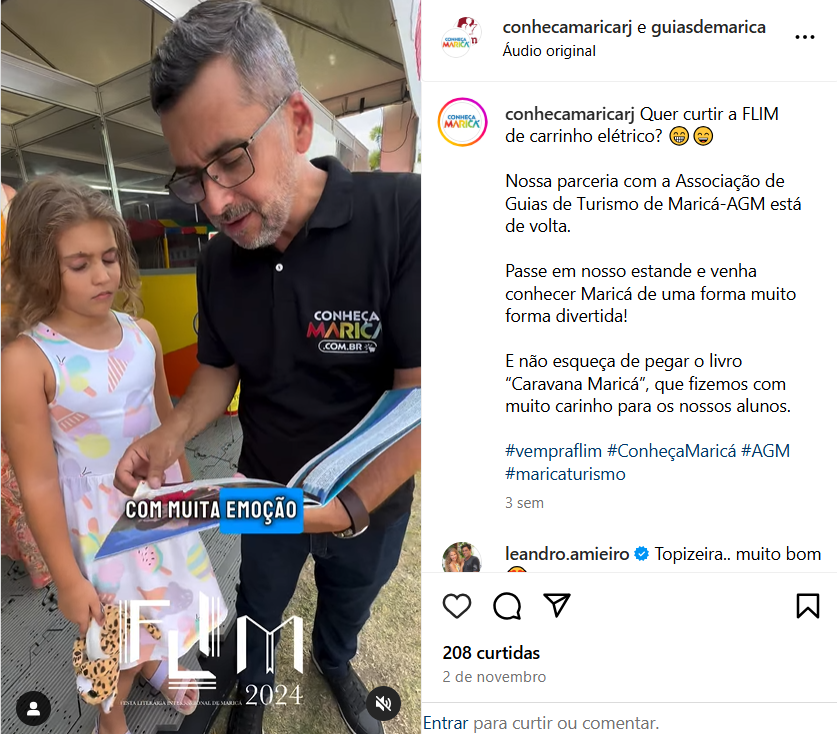 CONHEÇA
MARICÁ
.COM.BR
COM MUITA EMOÇÃO
FLIM
FESTA LITERÁRIA INTERNACIONAL DE MARICÁ
2024
CONHEÇA
MARICÁ
conhecamaricarj e guiasdemarica
Áudio original
CONHEÇA
MARICÁ
conhecamaricarj Quer curtir a FLIM
de carrinho elétrico? 😁😄
Nossa parceria com a Associação de
Guias de Turismo de Maricá-AGM está
de volta.
Passe em nosso estande e venha
conhecer Maricá de uma forma muito
forma divertida!
E não esqueça de pegar o livro
“Caravana Maricá”, que fizemos com
muito carinho para os nossos alunos.
#vempraflim #ConheçaMaricá #AGM
#maricaturismo
3 sem
leandro.amieiro Topizeira.. muito bom
208 curtidas
2 de novembro
Entrar para curtir ou comentar.